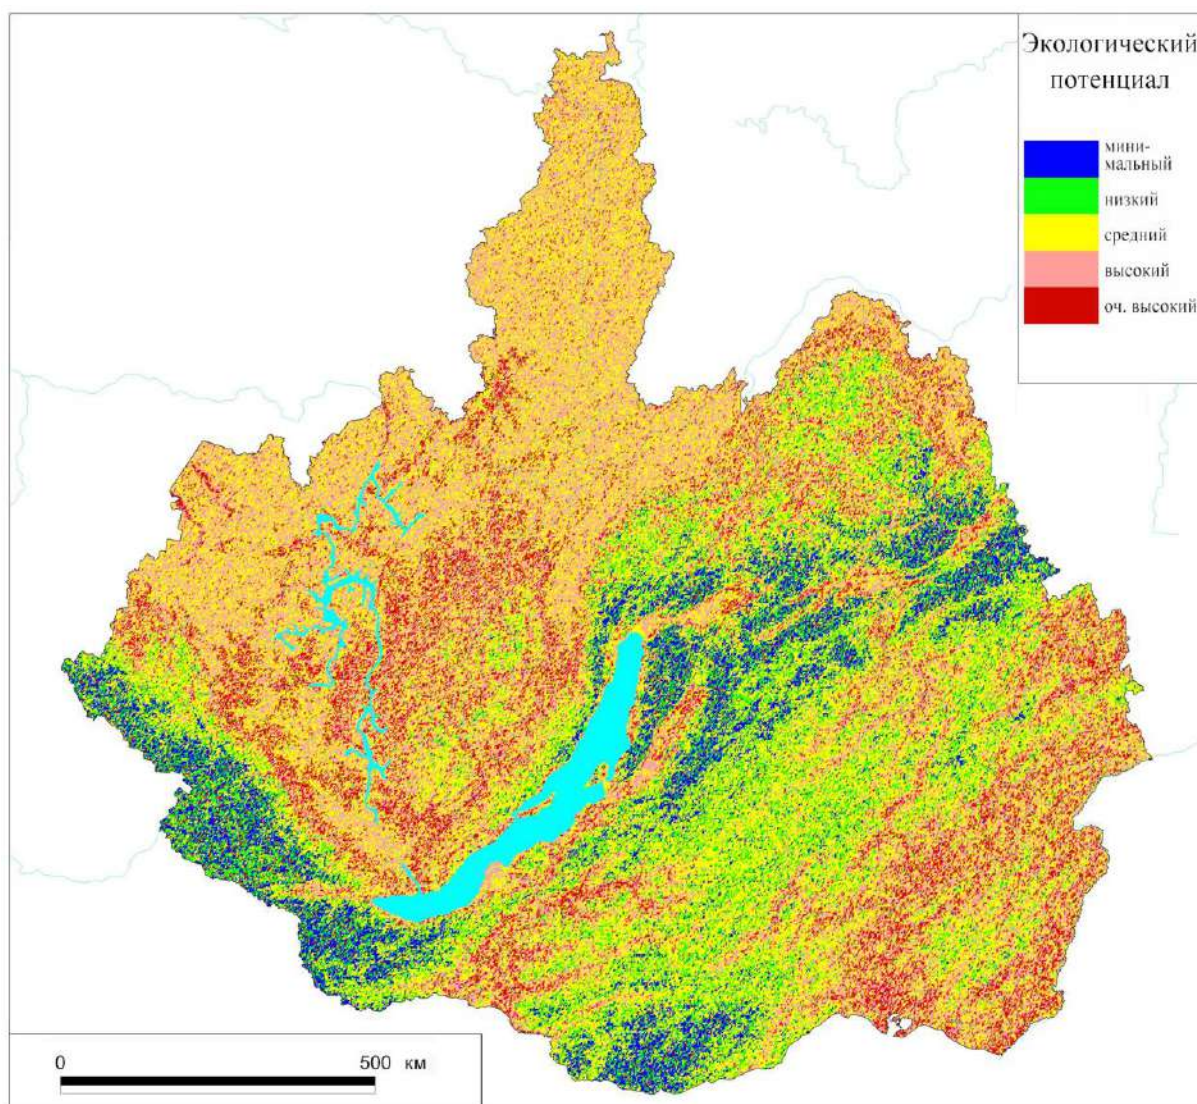 Экологический
потенциал
мини-
мальный
низкий
средний
высокий
оч. высокий
0 500 км